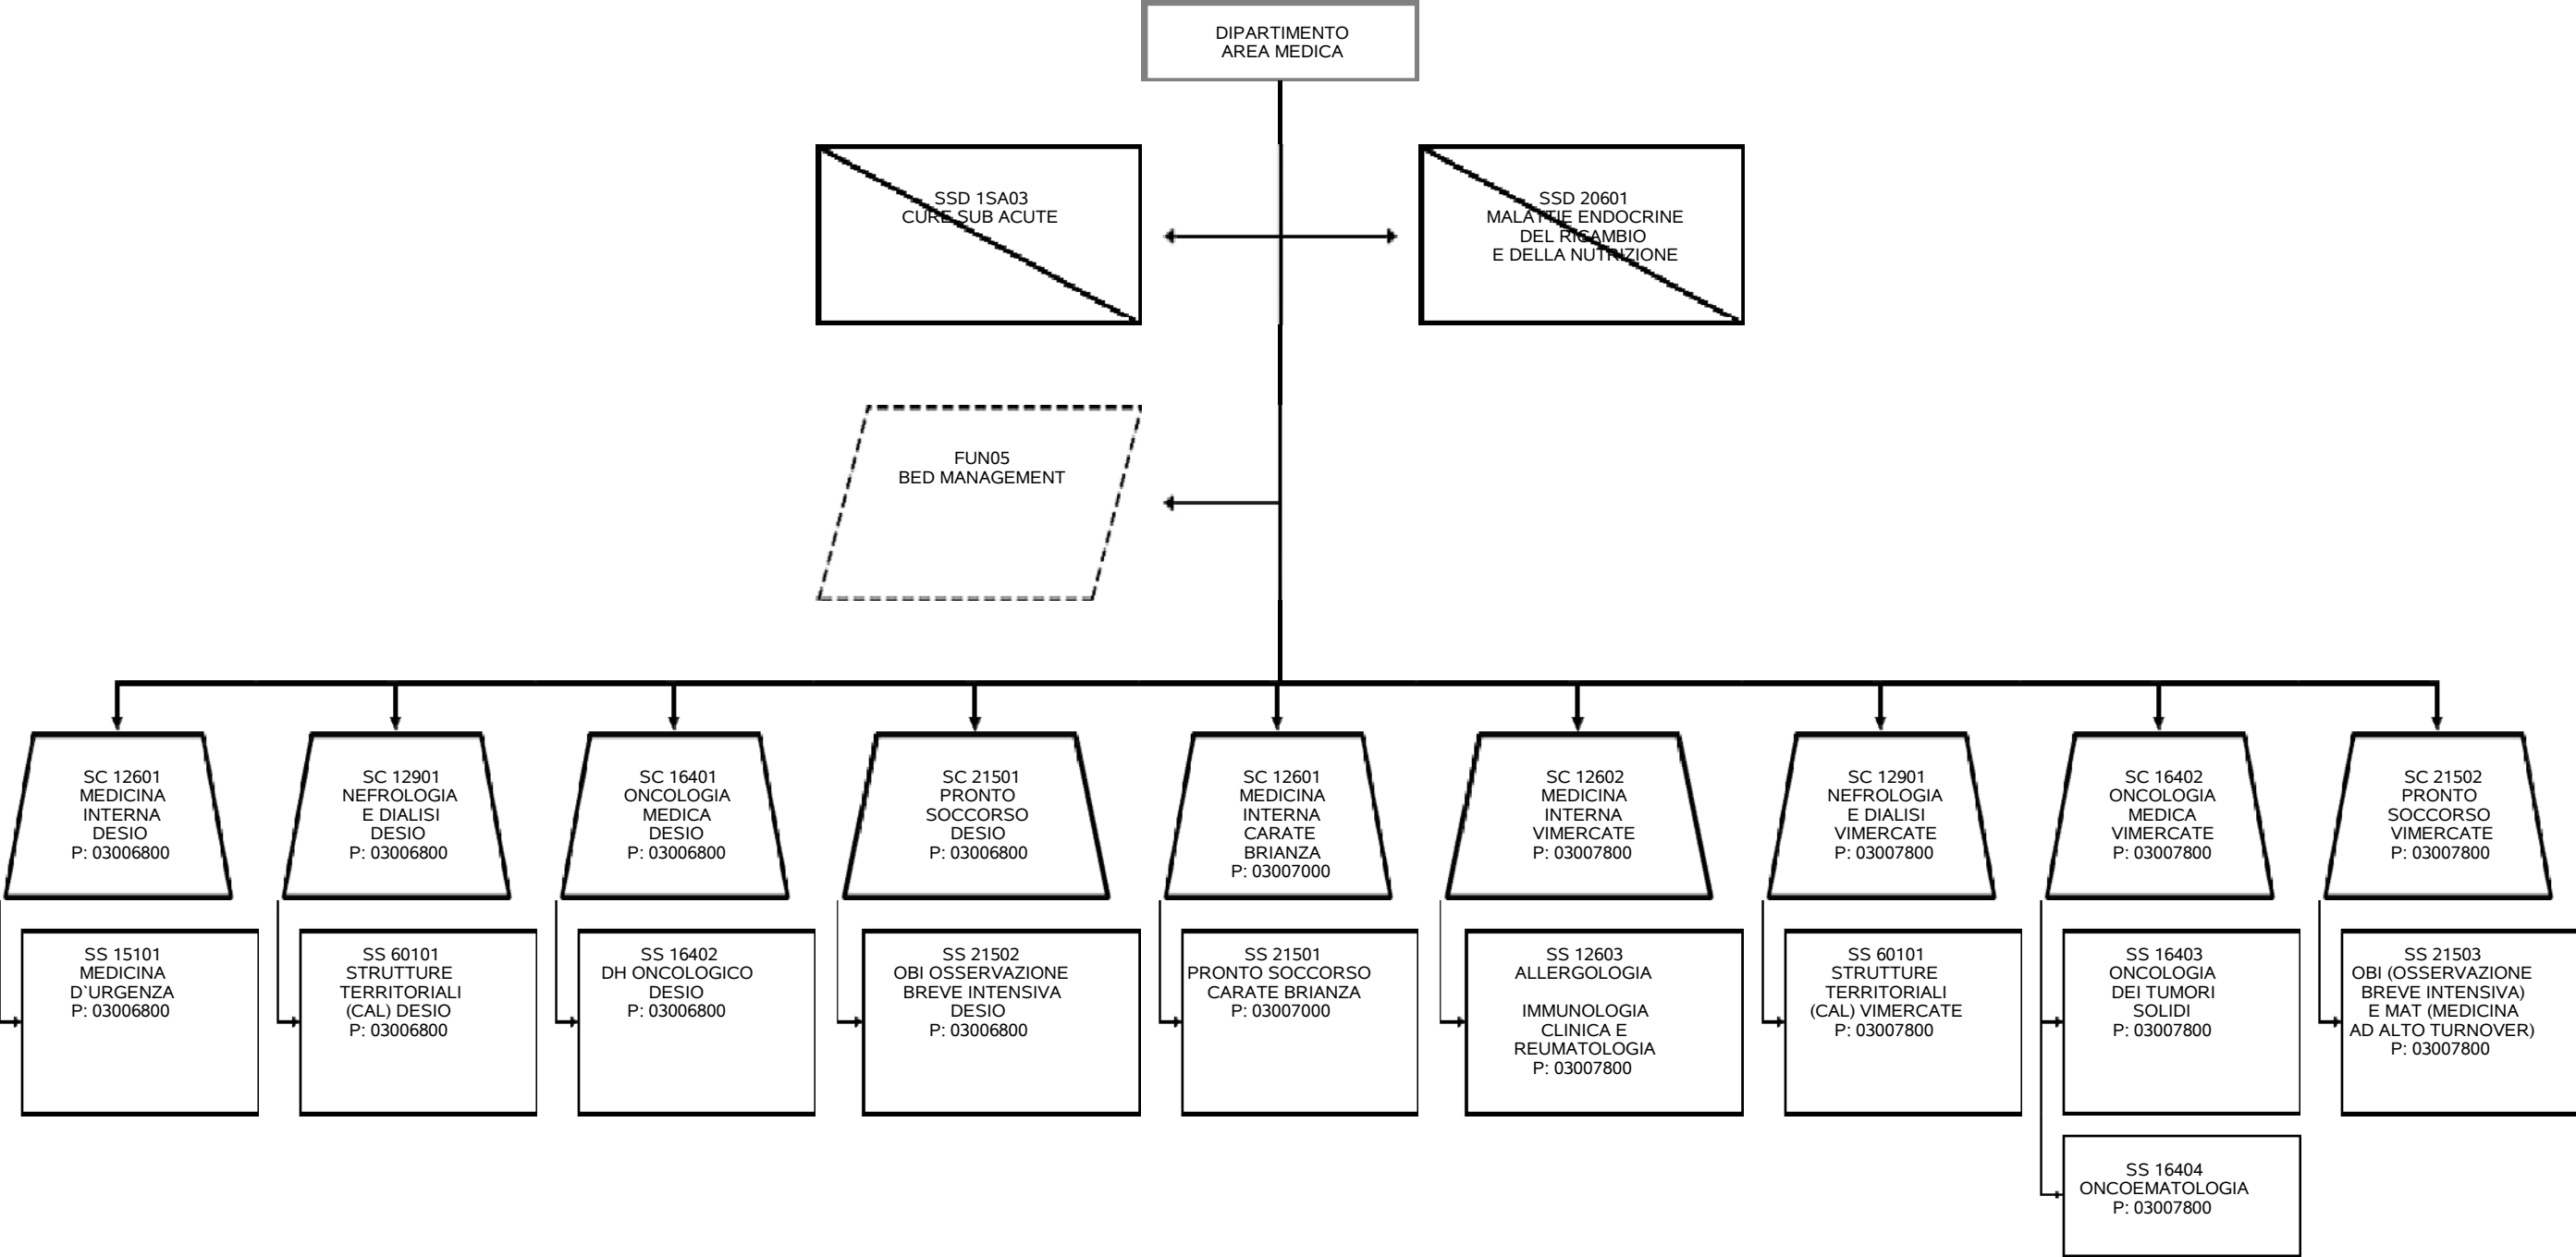 DIPARTIMENTO
AREA MEDICA
SSD 1SA03
CURE SUB ACUTE
SSD 20601
MALATTIE ENDOCRINE
DEL RICAMBIO
E DELLA NUTRIZIONE
FUN05
BED MANAGEMENT
SC 12601
MEDICINA
INTERNA
DESIO
P: 03006800
SC 12901
NEFROLOGIA
E DIALISI
DESIO
P: 03006800
SC 16401
ONCOLOGIA
MEDICA
DESIO
P: 03006800
SC 21501
PRONTO
SOCCORSO
DESIO
P: 03006800
SC 12601
MEDICINA
INTERNA
CARATE
BRIANZA
P: 03007000
SC 12602
MEDICINA
INTERNA
VIMERCATE
P: 03007800
SC 12901
NEFROLOGIA
E DIALISI
VIMERCATE
P: 03007800
SC 16402
ONCOLOGIA
MEDICA
VIMERCATE
P: 03007800
SC 21502
PRONTO
SOCCORSO
VIMERCATE
P: 03007800
SS 15101
MEDICINA
D`URGENZA
P: 03006800
SS 60101
STRUTTURE
TERRITORIALI
(CAL) DESIO
P: 03006800
SS 16402
DH ONCOLOGICO
DESIO
P: 03006800
SS 21502
OBI OSSERVAZIONE
BREVE INTENSIVA
DESIO
P: 03006800
SS 21501
PRONTO SOCCORSO
CARATE BRIANZA
P: 03007000
SS 12603
ALLERGOLOGIA
IMMUNOLOGIA
CLINICA E
REUMATOLOGIA
P: 03007800
SS 60101
STRUTTURE
TERRITORIALI
(CAL) VIMERCATE
P: 03007800
SS 16403
ONCOLOGIA
DEI TUMORI
SOLIDI
P: 03007800
SS 21503
OBI (OSSERVAZIONE
BREVE INTENSIVA)
E MAT (MEDICINA
AD ALTO TURNOVER)
P: 03007800
SS 16404
ONCOEMATOLOGIA
P: 03007800